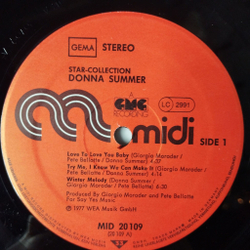 GEMA STEREO
STAR-COLLECTION
DONNA SUMMER
A
GMG
RECORDING
LC 2991
midi
SIDE 1
Love To Love You Baby (Giorgio Moroder /
Pete Bellotte / Donna Summer) 4:57
Try Me, I Know We Can Make It (Giorgio
Moroder / Pete Bellotte / Donna Summer) 4:14
Winter Melody (Donna Summer /
Giorgio Moroder / Pete Bellotte) 6:30
Produced By Giorgio Moroder and Pete Bellotte
For Say Yes Music
℗ 1977 WEA Musik GmbH
MID 20109